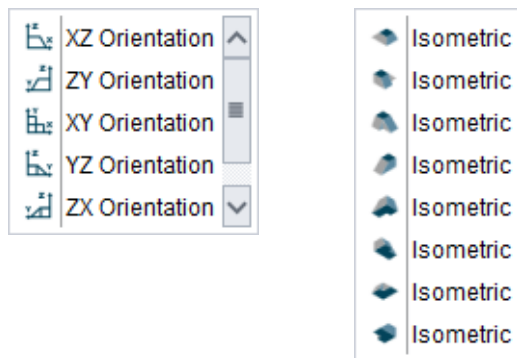 XZ Orientation
ZY Orientation
XY Orientation
YZ Orientation
ZX Orientation
Isometric
Isometric
Isometric
Isometric
Isometric
Isometric
Isometric
Isometric